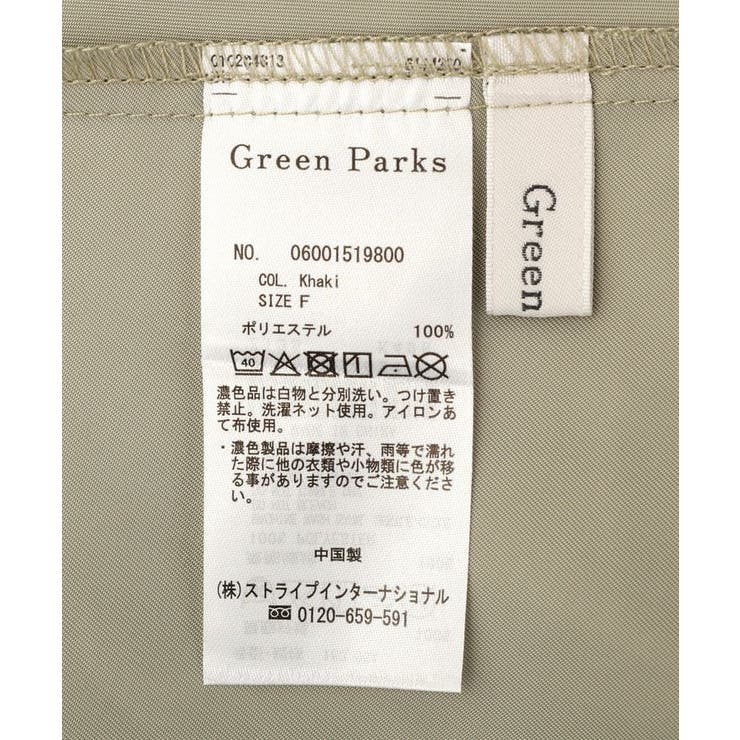 Green Parks
Green
NO. 06001519800
COL. Khaki
SIZE F
ポリエステル 100%
40
濃色品は白物と分別洗い。つけ置き
禁止。洗濯ネット使用。アイロンあ
て布使用。
・濃色製品は摩擦や汗、雨等で濡れ
た際に他の衣類や小物類に色が移
る事がありますのでご注意くださ
い。
中国製
(株)ストライプインターナショナル
0120-659-591